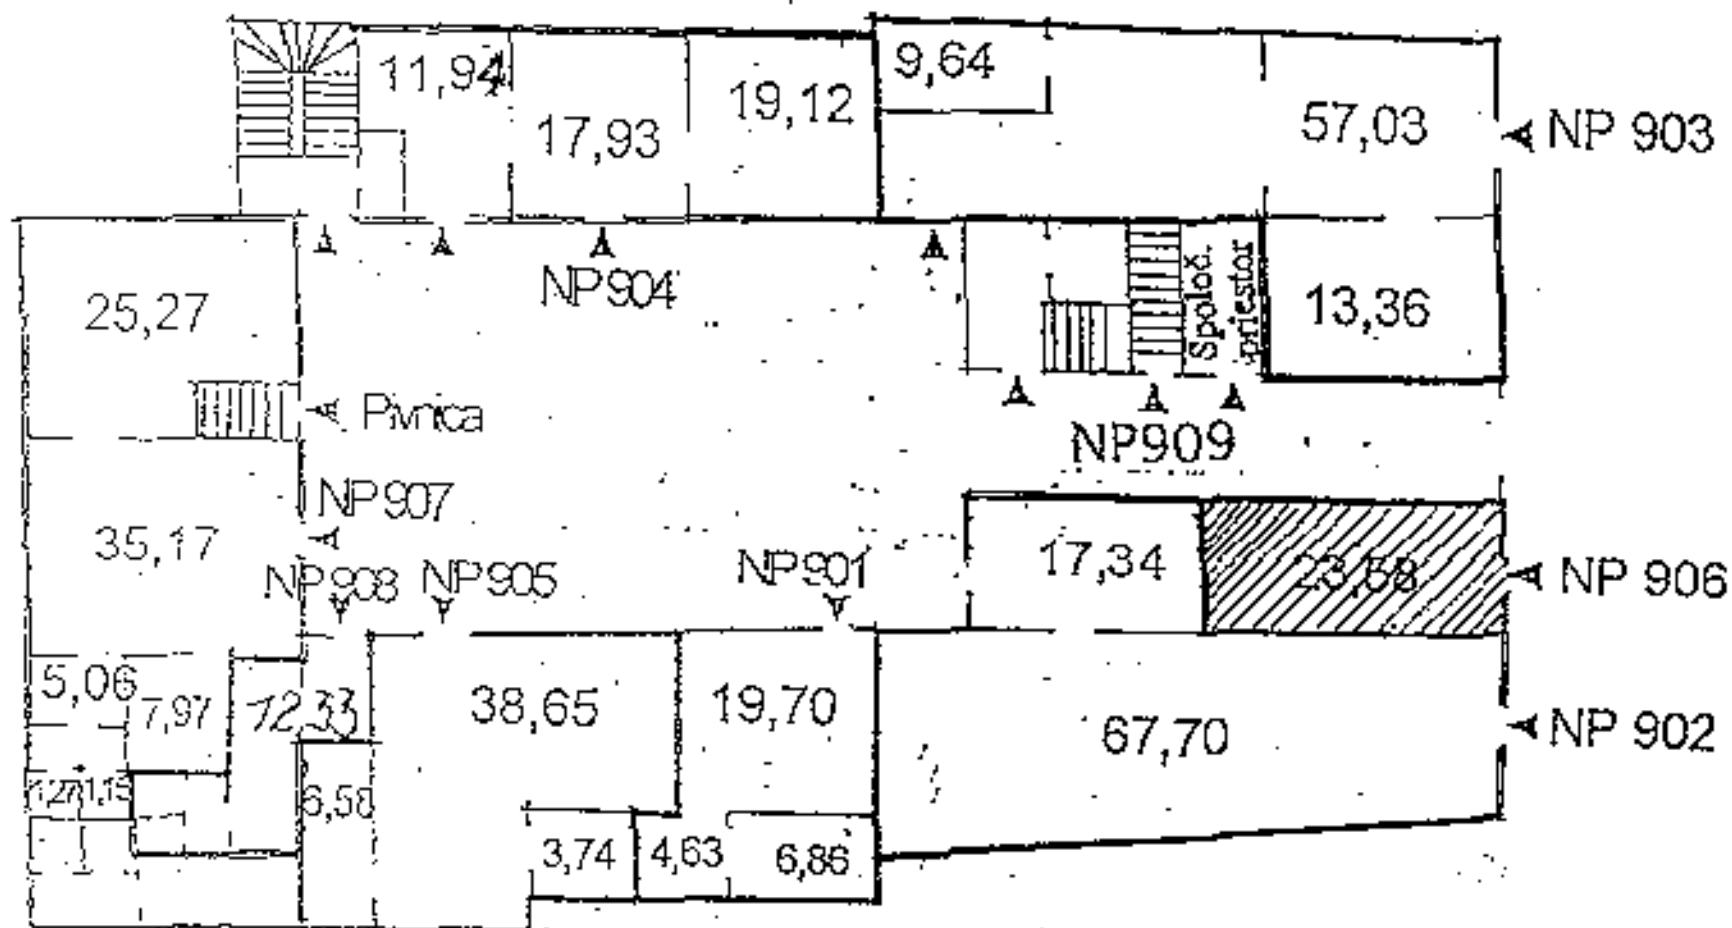 11,94
17,93
19,12
9,64
57,03
NP 903
25,27
NP904
Spoloč.
priestor
13,36
Pivnica
NP909
NP907
35,17
NP908
NP905
NP901
17,34
23,58
NP 906
5,06
7,97
12.33
38,65
19,70
67,70
NP 902
1,15
6,58
3,74
4,63
6,86